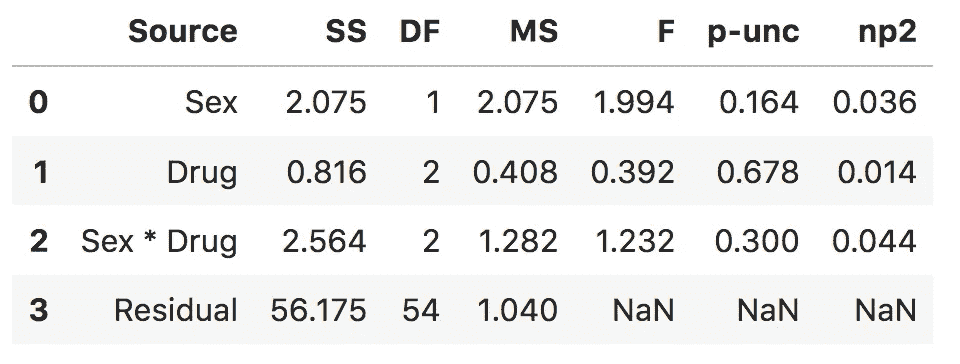 Source SS DF MS F p-unc np2
0 Sex 2.075 1 2.075 1.994 0.164 0.036
1 Drug 0.816 2 0.408 0.392 0.678 0.014
2 Sex * Drug 2.564 2 1.282 1.232 0.300 0.044
3 Residual 56.175 54 1.040 NaN NaN NaN